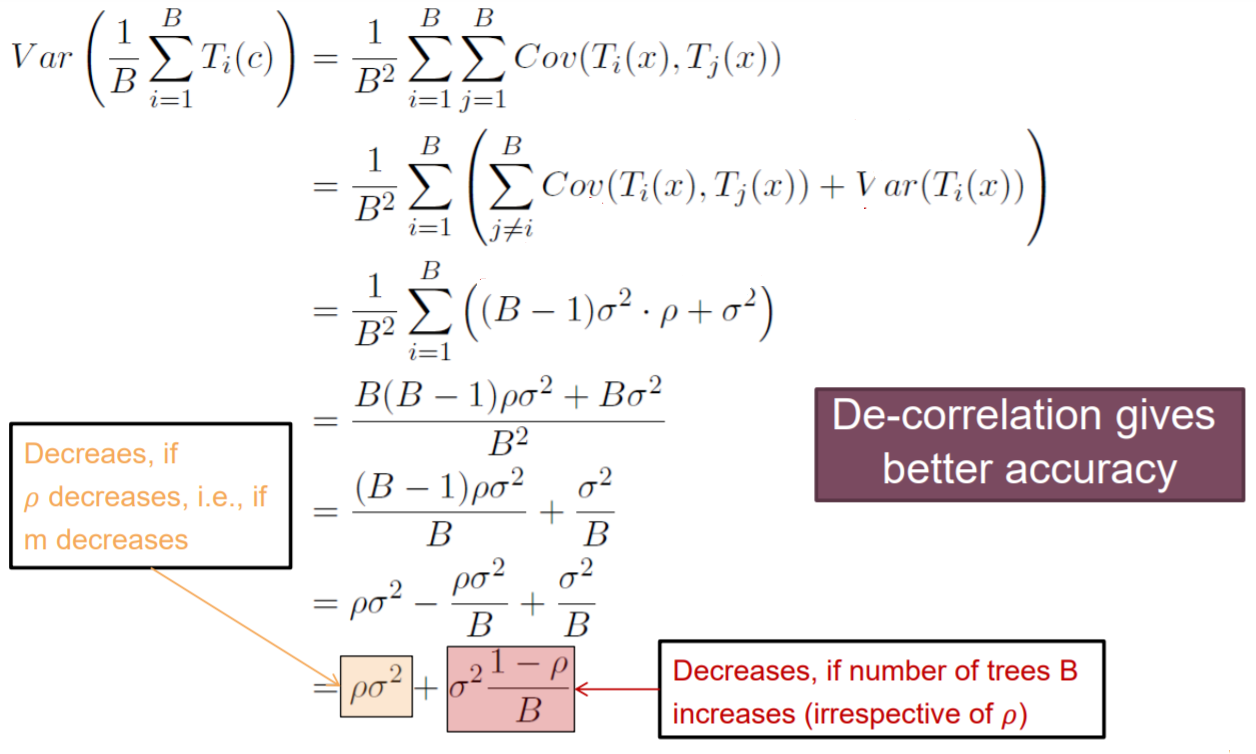 Var(1/B ∑_{i=1}^{B} T_i(c)) = 1/B² ∑_{i=1}^{B} ∑_{j=1}^{B} Cov(T_i(x), T_j(x))
= 1/B² ∑_{i=1}^{B} (∑_{j≠i}^{B} Cov(T_i(x), T_j(x)) + Var(T_i(x)))
= 1/B² ∑_{i=1}^{B} ((B − 1)σ² · ρ + σ²)
= (B(B − 1)ρσ² + Bσ²)/B²
= (B − 1)ρσ²/B + σ²/B
= ρσ² − ρσ²/B + σ²/B
= ρσ² + σ² (1 − ρ)/B
Decreaes, if
ρ decreases, i.e., if
m decreases
De-correlation gives
better accuracy
Decreases, if number of trees B
increases (irrespective of ρ)